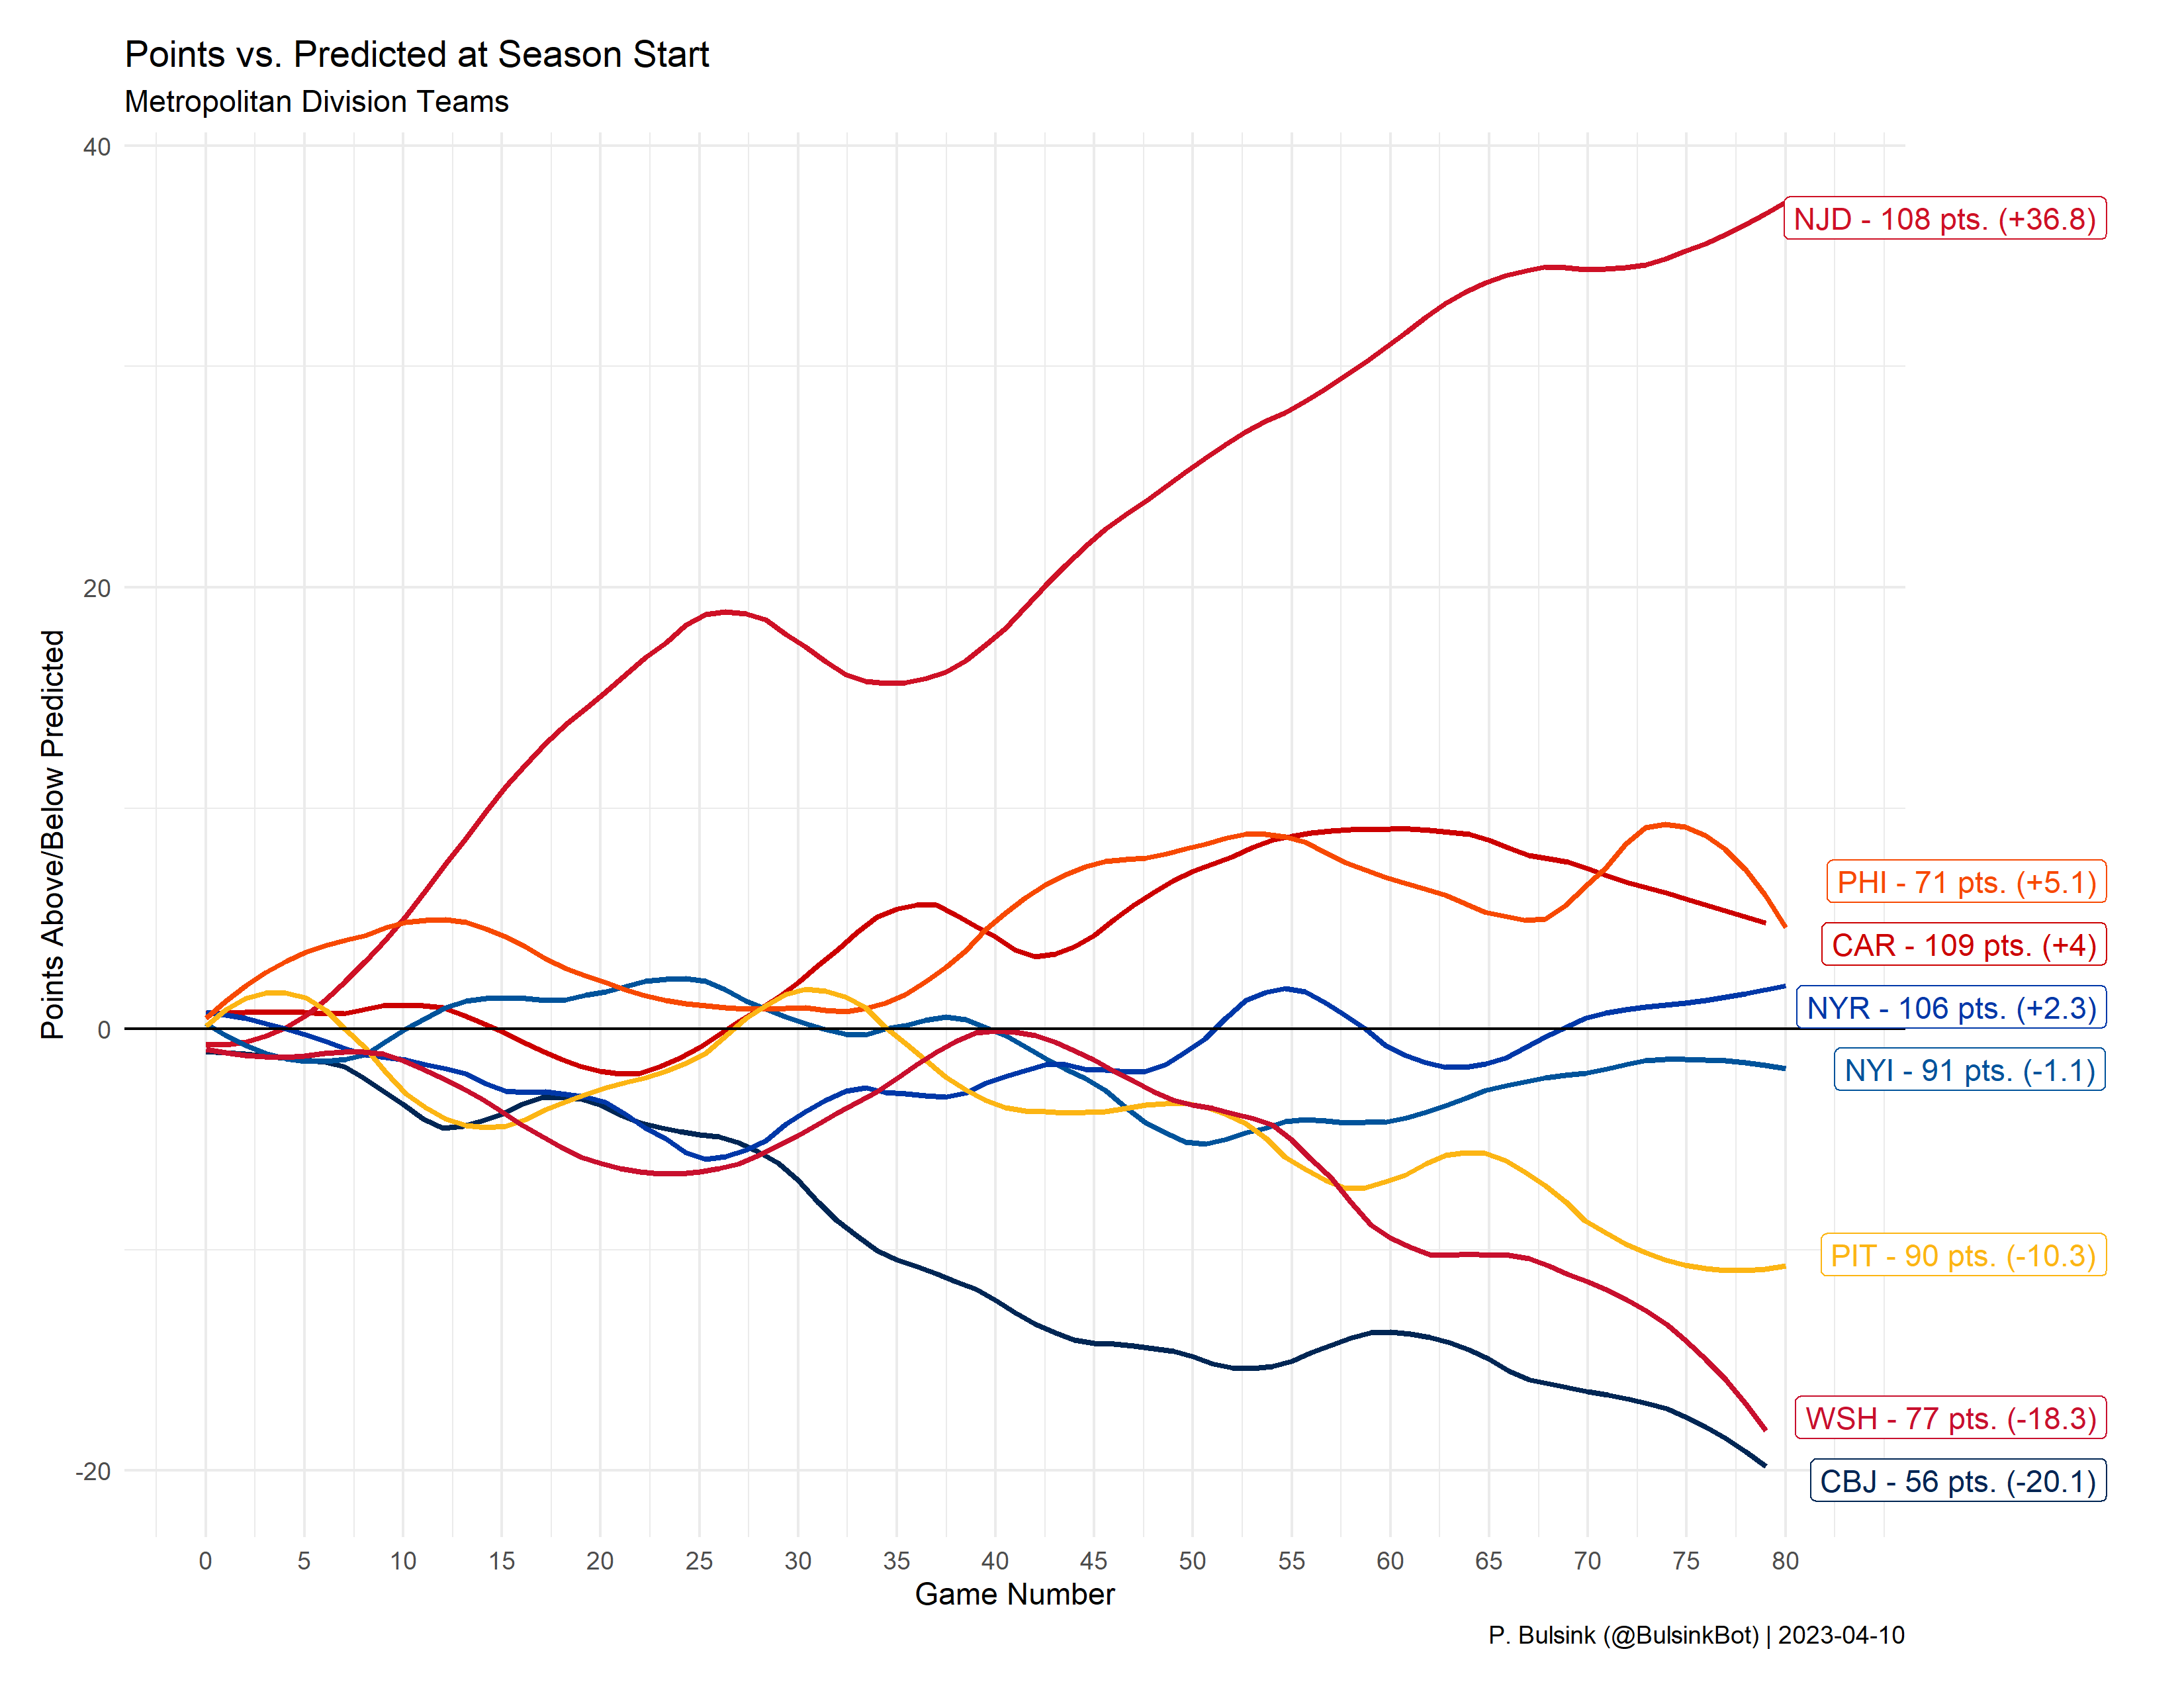 Points vs. Predicted at Season Start
Metropolitan Division Teams
Points Above/Below Predicted
40
20
0
-20
NJD - 108 pts. (+36.8)
PHI - 71 pts. (+5.1)
CAR - 109 pts. (+4)
NYR - 106 pts. (+2.3)
NYI - 91 pts. (-1.1)
PIT - 90 pts. (-10.3)
WSH - 77 pts. (-18.3)
CBJ - 56 pts. (-20.1)
0 5 10 15 20 25 30 35 40 45 50 55 60 65 70 75 80
Game Number
P. Bulsink (@BulsinkBot) | 2023-04-10